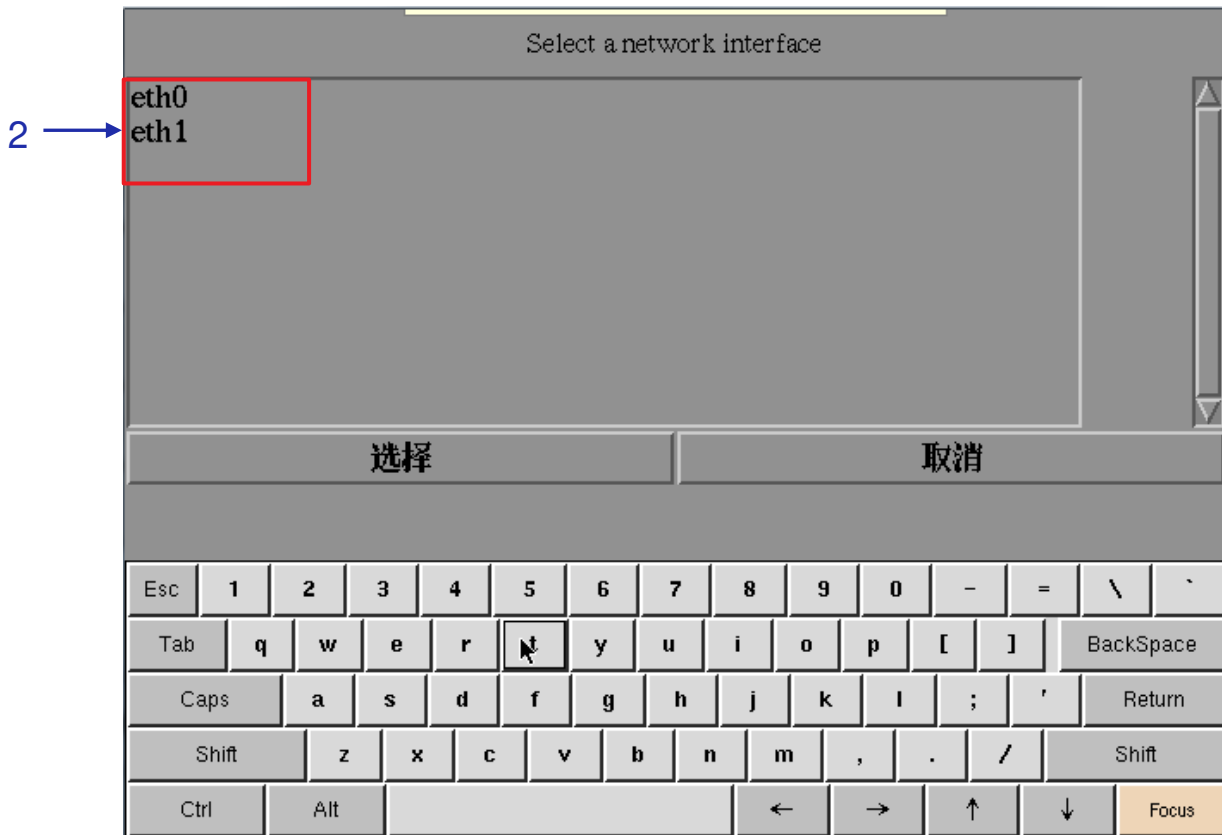 Select a network interface
eth0
2
eth1
选择 取消
Esc 1 2 3 4 5 6 7 8 9 0 - = \ `
Tab q w e r t y u i o p [ ] BackSpace
Caps a s d f g h j k l ; ' Return
Shift z x c v b n m , . / Shift
Ctrl Alt ← → ↑ ↓ Focus